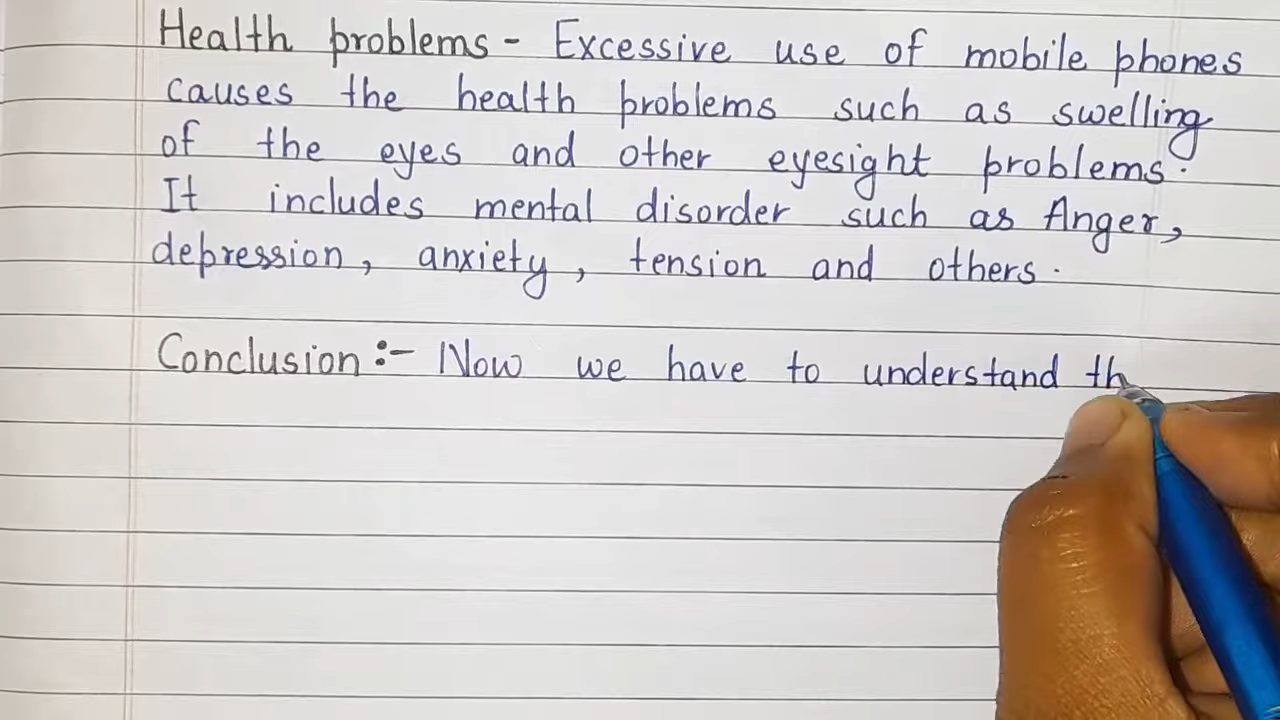 Health problems - Excessive use of mobile phones
causes the health problems such as swelling
of the eyes and other eyesight problems.
It includes mental disorder such as Anger,
depression, anxiety, tension and others.
Conclusion :- Now we have to understand th